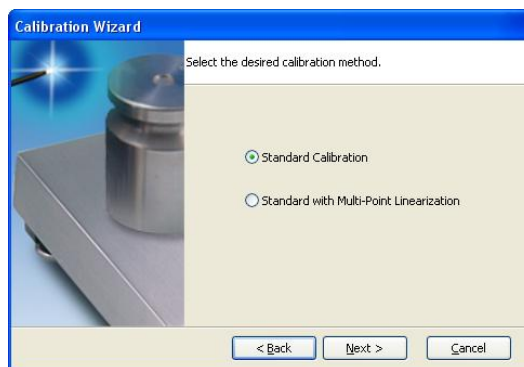 Calibration Wizard
Select the desired calibration method.
Standard Calibration
Standard with Multi-Point Linearization
< Back
Next >
Cancel